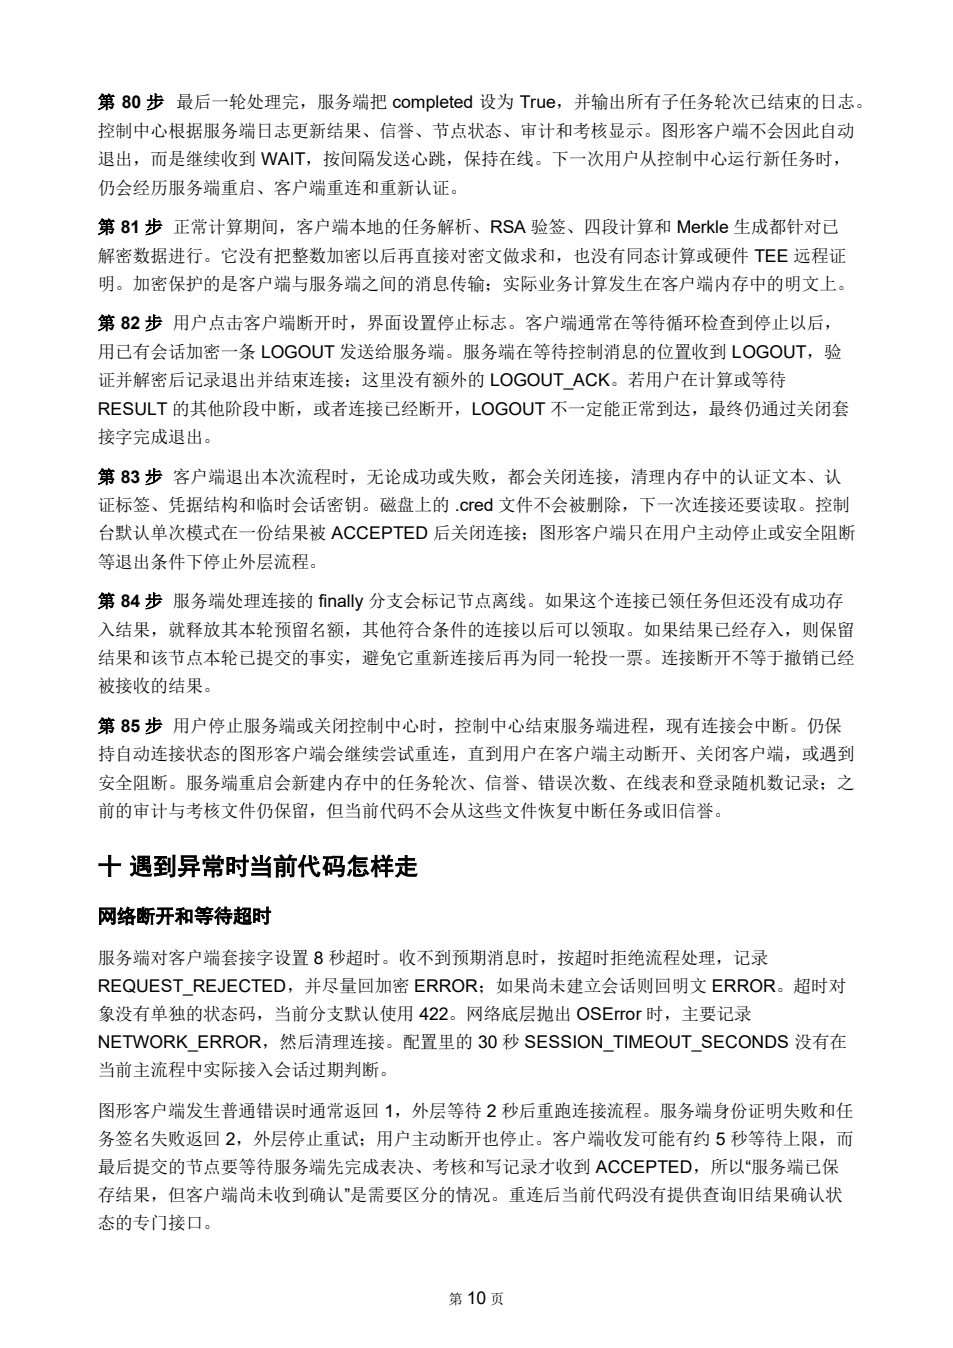 第 80 步 最后一轮处理完，服务端把 completed 设为 True，并输出所有子任务轮次已结束的日志。
控制中心根据服务端日志更新结果、信誉、节点状态、审计和考核显示。图形客户端不会因此自动
退出，而是继续收到 WAIT，按间隔发送心跳，保持在线。下一次用户从控制中心运行新任务时，
仍会经历服务端重启、客户端重连和重新认证。
第 81 步 正常计算期间，客户端本地的任务解析、RSA 验签、四段计算和 Merkle 生成都针对已
解密数据进行。它没有把整数加密以后再直接对密文做求和，也没有同态计算或硬件 TEE 远程证
明。加密保护的是客户端与服务端之间的消息传输；实际业务计算发生在客户端内存中的明文上。
第 82 步 用户点击客户端断开时，界面设置停止标志。客户端通常在等待循环检查到停止以后，
用已有会话加密一条 LOGOUT 发送给服务端。服务端在等待控制消息的位置收到 LOGOUT，验
证并解密后记录退出并结束连接；这里没有额外的 LOGOUT_ACK。若用户在计算或等待
RESULT 的其他阶段中断，或者连接已经断开，LOGOUT 不一定能正常到达，最终仍通过关闭套
接字完成退出。
第 83 步 客户端退出本次流程时，无论成功或失败，都会关闭连接，清理内存中的认证文本、认
证标签、凭据结构和临时会话密钥。磁盘上的 .cred 文件不会被删除，下一次连接还要读取。控制
台默认单次模式在一份结果被 ACCEPTED 后关闭连接；图形客户端只在用户主动停止或安全阻断
等退出条件下停止外层流程。
第 84 步 服务端处理连接的 finally 分支会标记节点离线。如果这个连接已领任务但还没有成功存
入结果，就释放其本轮预留名额，其他符合条件的连接以后可以领取。如果结果已经存入，则保留
结果和该节点本轮已提交的事实，避免它重新连接后再为同一轮投一票。连接断开不等于撤销已经
被接收的结果。
第 85 步 用户停止服务端或关闭控制中心时，控制中心结束服务端进程，现有连接会中断。仍保
持自动连接状态的图形客户端会继续尝试重连，直到用户在客户端主动断开、关闭客户端，或遇到
安全阻断。服务端重启会新建内存中的任务轮次、信誉、错误次数、在线表和登录随机数记录；之
前的审计与考核文件仍保留，但当前代码不会从这些文件恢复中断任务或旧信誉。
十 遇到异常时当前代码怎样走
网络断开和等待超时
服务端对客户端套接字设置 8 秒超时。收不到预期消息时，按超时拒绝流程处理，记录
REQUEST_REJECTED，并尽量回加密 ERROR；如果尚未建立会话则回明文 ERROR。超时对
象没有单独的状态码，当前分支默认使用 422。网络底层抛出 OSError 时，主要记录
NETWORK_ERROR，然后清理连接。配置里的 30 秒 SESSION_TIMEOUT_SECONDS 没有在
当前主流程中实际接入会话过期判断。
图形客户端发生普通错误时通常返回 1，外层等待 2 秒后重跑连接流程。服务端身份证明失败和任
务签名失败返回 2，外层停止重试；用户主动断开也停止。客户端收发可能有约 5 秒等待上限，而
最后提交的节点要等待服务端先完成表决、考核和写记录才收到 ACCEPTED，所以“服务端已保
存结果，但客户端尚未收到确认”是需要区分的情况。重连后当前代码没有提供查询旧结果确认状
态的专门接口。
第 10 页